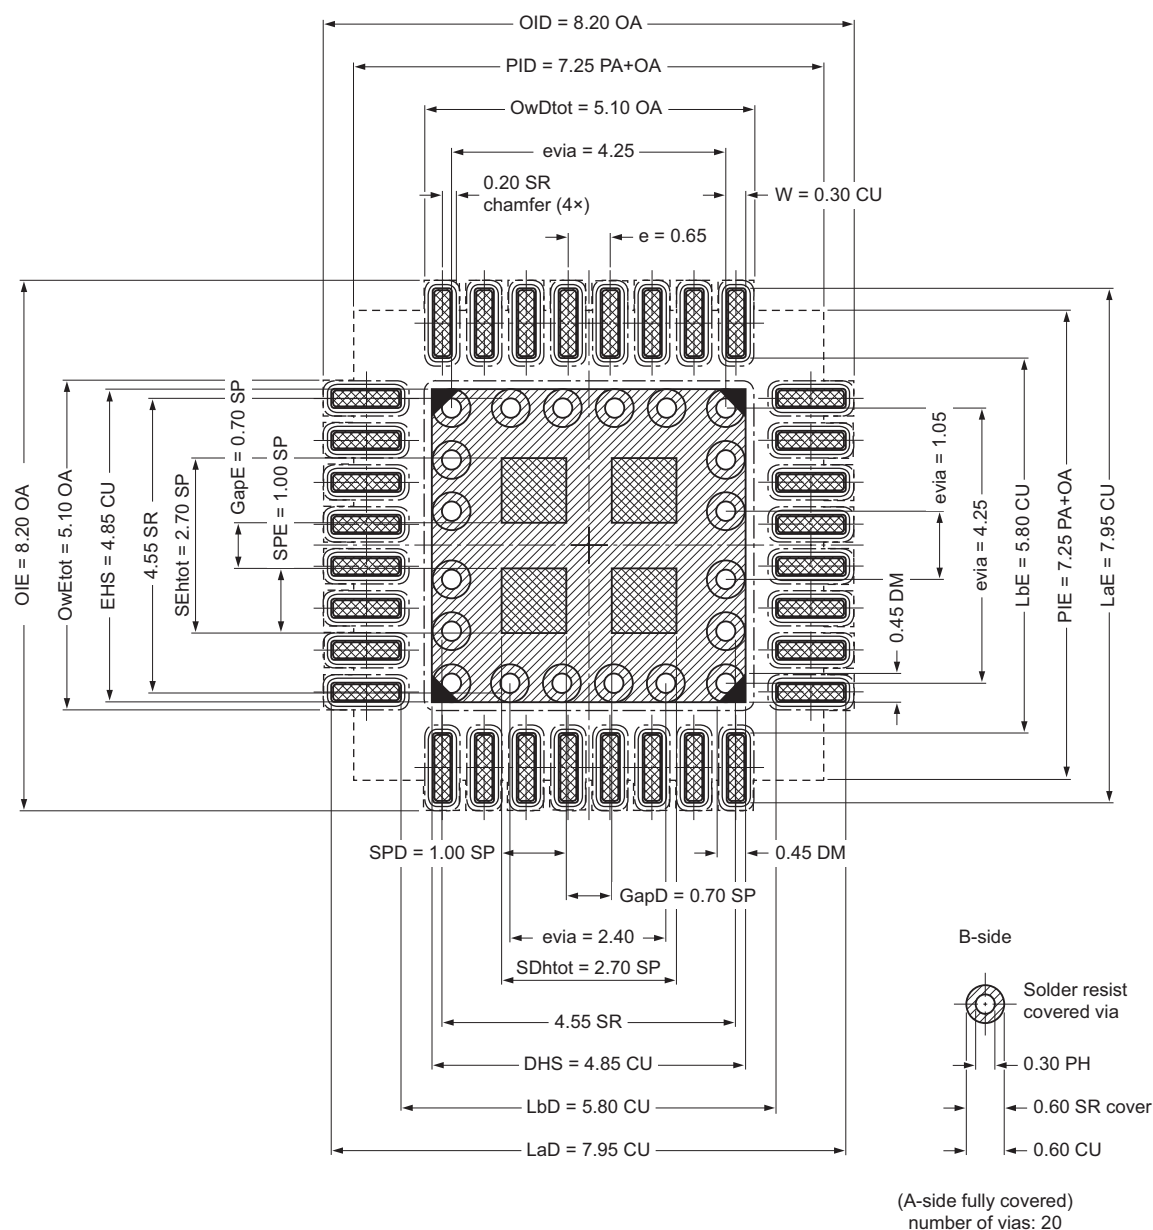 OID = 8.20 OA
PID = 7.25 PA+OA
OwDtot = 5.10 OA
evia = 4.25
0.20 SR
chamfer (4×)
W = 0.30 CU
e = 0.65
OIE = 8.20 OA
OwEtot = 5.10 OA
EHS = 4.85 CU
4.55 SR
SEhtot = 2.70 SP
GapE = 0.70 SP
SPE = 1.00 SP
0.45 DM
evia = 1.05
evia = 4.25
LbE = 5.80 CU
PIE = 7.25 PA+OA
LaE = 7.95 CU
SPD = 1.00 SP
0.45 DM
GapD = 0.70 SP
evia = 2.40
SDhtot = 2.70 SP
4.55 SR
DHS = 4.85 CU
LbD = 5.80 CU
LaD = 7.95 CU
B-side
Solder resist
covered via
0.30 PH
0.60 SR cover
0.60 CU
(A-side fully covered)
number of vias: 20